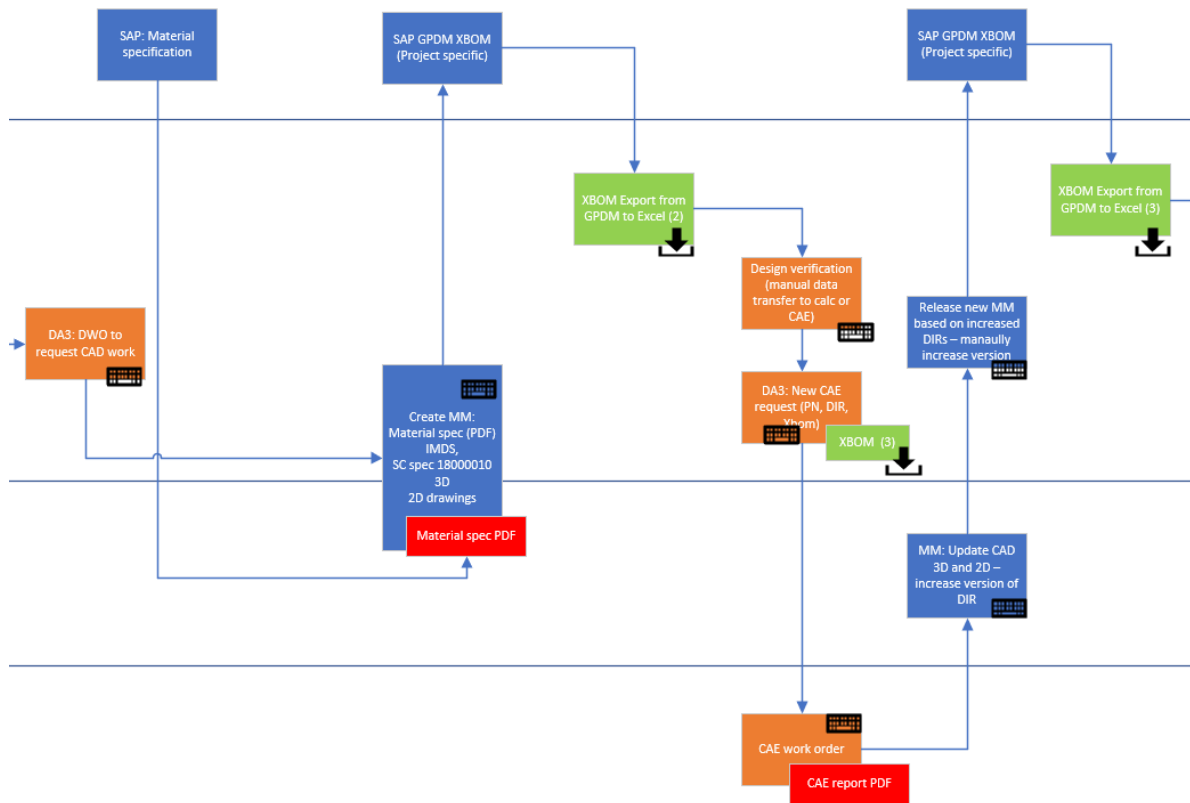 SAP: Material
specification
SAP GPDM XBOM
(Project specific)
SAP GPDM XBOM
(Project specific)
XBOM Export from
GPDM to Excel (2)
XBOM Export from
GPDM to Excel (3)
Design verification
(manual data
transfer to calc or
CAE)
DA3: DWO to
request CAD work
Release new MM
based on increased
DIRs – manaully
increase version
DA3: New CAE
request (PN, DIR,
Xbom)
XBOM  (3)
Create MM:
Material spec (PDF)
IMDS,
SC spec 18000010
3D
2D drawings
Material spec PDF
MM: Update CAD
3D and 2D –
increase version of
DIR
CAE work order
CAE report PDF